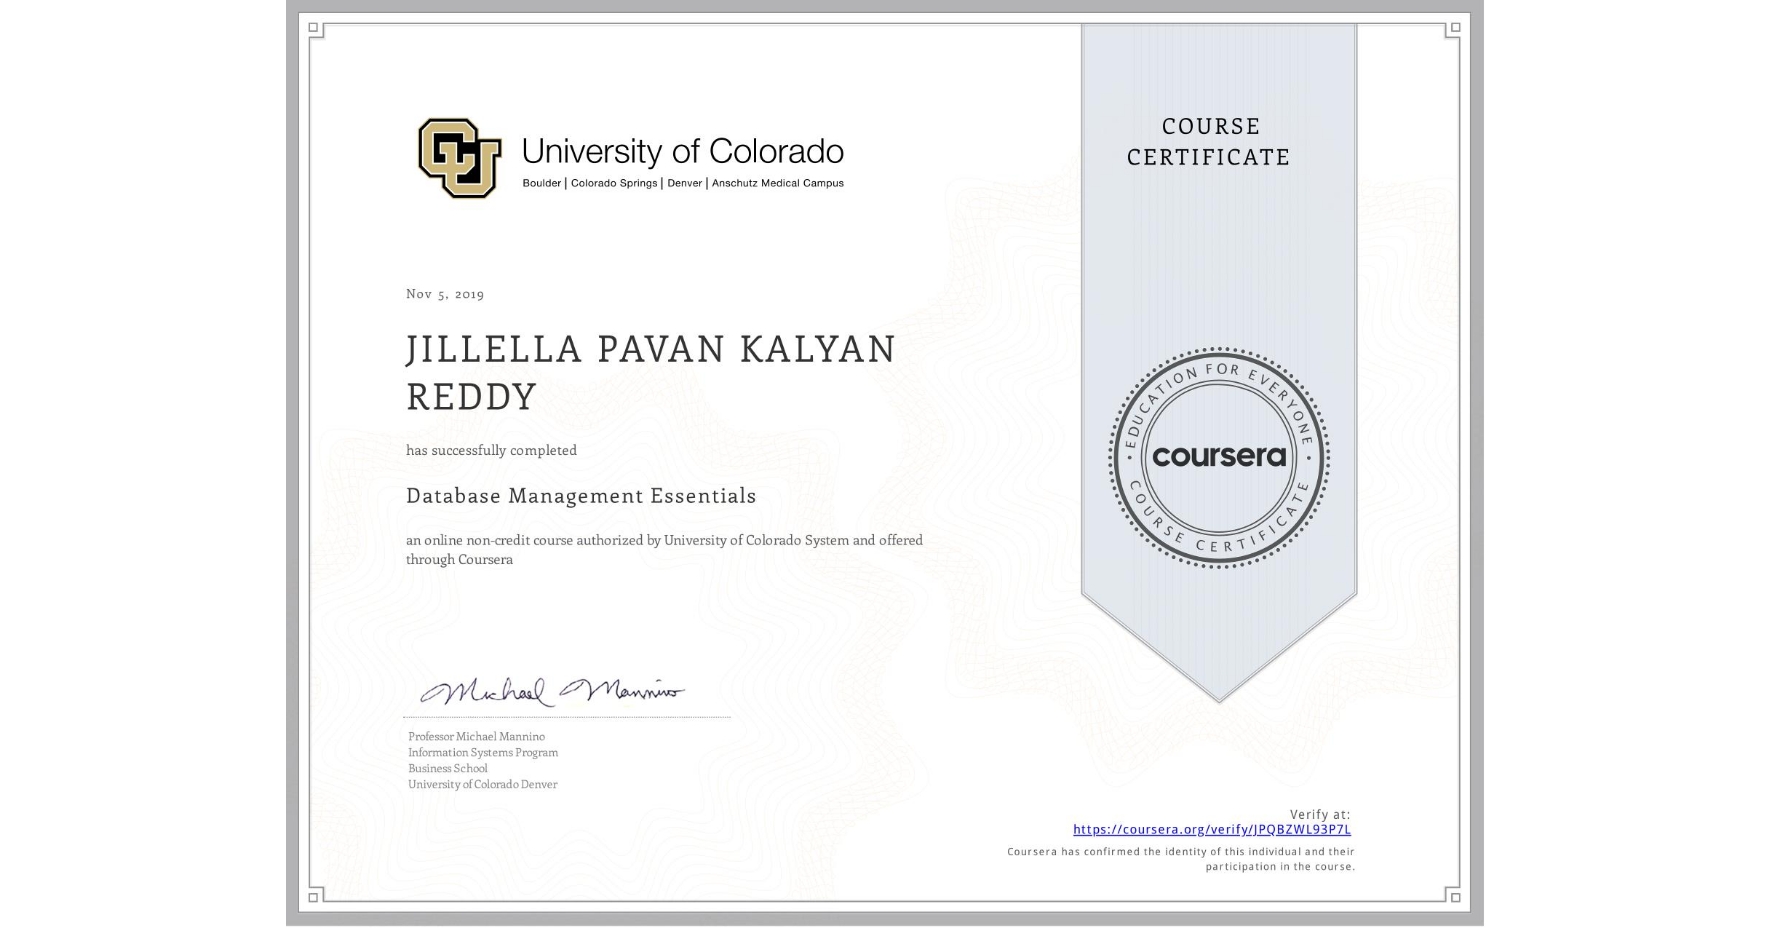 CU
University of Colorado
Boulder | Colorado Springs | Denver | Anschutz Medical Campus
COURSE
CERTIFICATE
Nov 5, 2019
JILLELLA PAVAN KALYAN
REDDY
has successfully completed
Database Management Essentials
an online non-credit course authorized by University of Colorado System and offered
through Coursera
EDUCATION FOR EVERYONE
coursera
COURSE CERTIFICATE
Michael Mannino
Professor Michael Mannino
Information Systems Program
Business School
University of Colorado Denver
Verify at:
https://coursera.org/verify/JPQBZWL93P7L
Coursera has confirmed the identity of this individual and their
participation in the course.